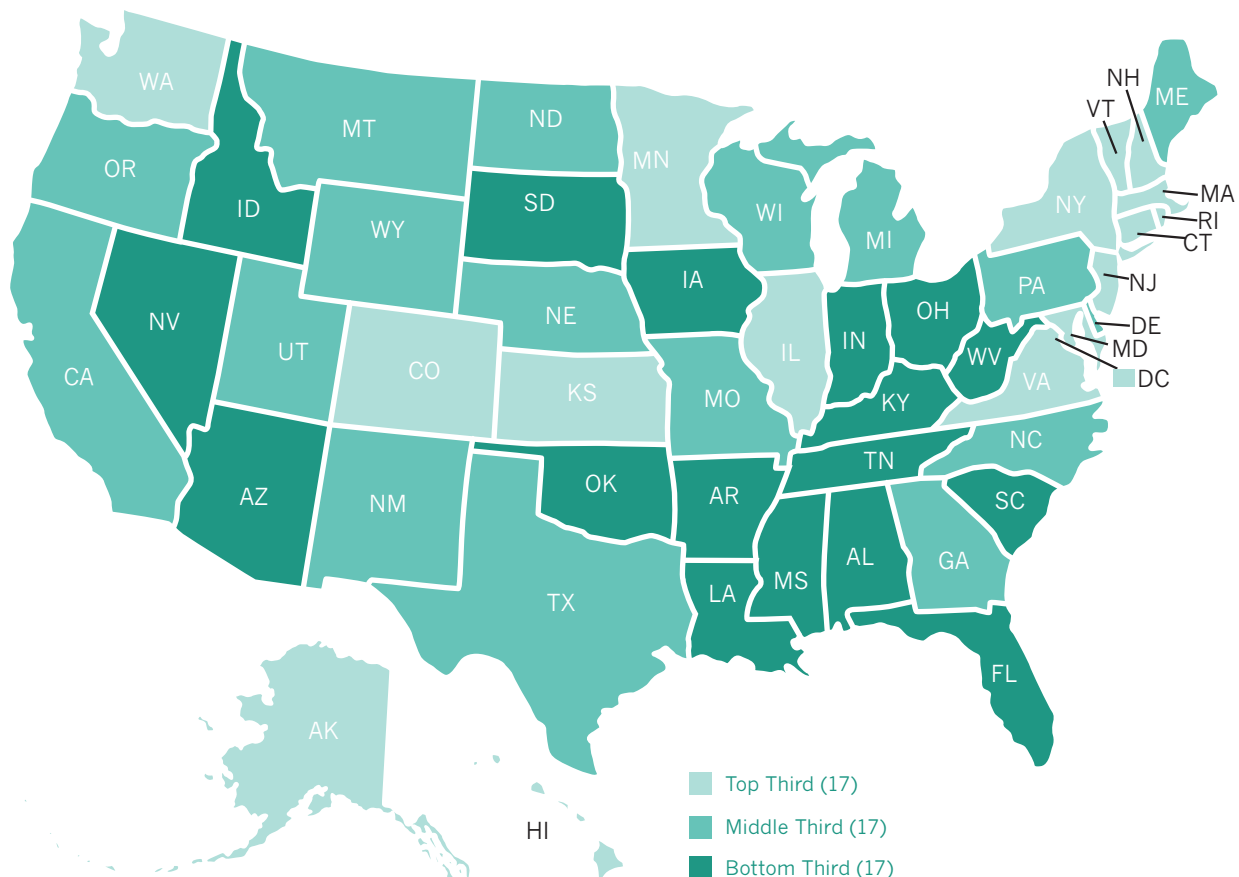 NH
ME
WA
VT
ND
MT
MN
OR
MA
SD
NY
ID
WI
RI
WY
MI
CT
IA
NJ
PA
OH
NE
NV
DE
IN
MD
UT
IL
WV
CO
CA
DC
VA
KS
MO
KY
NC
TN
OK
AR
AZ
SC
NM
AL
GA
MS
LA
TX
FL
AK
Top Third (17)
HI
Middle Third (17)
Bottom Third (17)